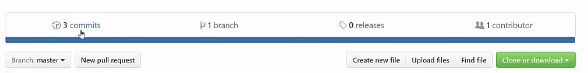 3 commits 1 branch 0 releases 1 contributor
Branch: master New pull request Create new file Upload files Find file Clone or download